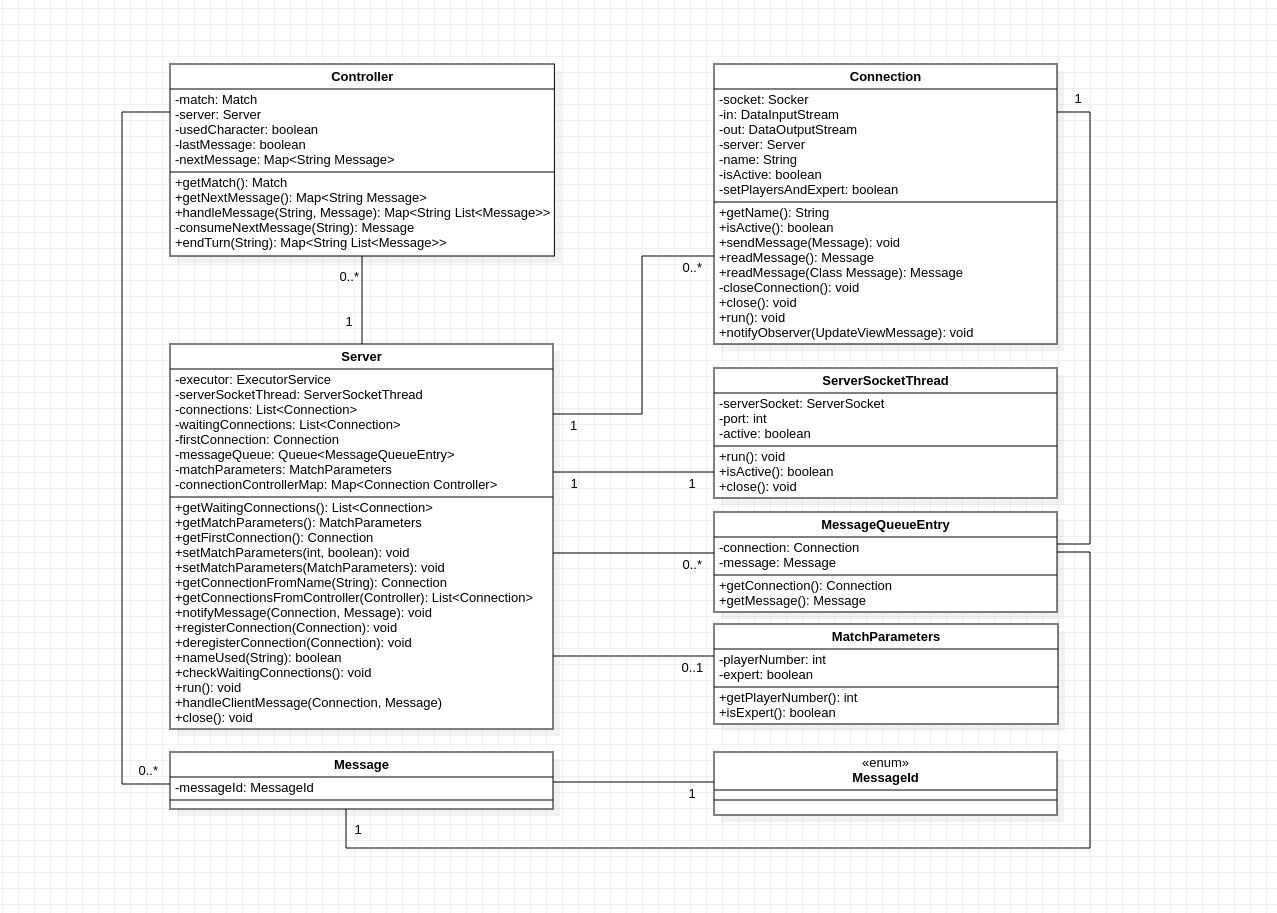 Controller
-match: Match
-server: Server
-usedCharacter: boolean
-lastMessage: boolean
-nextMessage: Map<String Message>
+getMatch(): Match
+getNextMessage(): Map<String Message>
+handleMessage(String, Message): Map<String List<Message>>
-consumeNextMessage(String): Message
+endTurn(String): Map<String List<Message>>
0..*
1
Server
-executor: ExecutorService
-serverSocketThread: ServerSocketThread
-connections: List<Connection>
-waitingConnections: List<Connection>
-firstConnection: Connection
-messageQueue: Queue<MessageQueueEntry>
-matchParameters: MatchParameters
-connectionControllerMap: Map<Connection Controller>
+getWaitingConnections(): List<Connection>
+getMatchParameters(): MatchParameters
+getFirstConnection(): Connection
+setMatchParameters(int, boolean): void
+setMatchParameters(MatchParameters): void
+getConnectionFromName(String): Connection
+getConnectionsFromController(Controller): List<Connection>
+notifyMessage(Connection, Message): void
+registerConnection(Connection): void
+deregisterConnection(Connection): void
+nameUsed(String): boolean
+checkWaitingConnections(): void
+run(): void
+handleClientMessage(Connection, Message)
+close(): void
0..*
Message
-messageId: MessageId
1
Connection
-socket: Socker
-in: DataInputStream
-out: DataOutputStream
-server: Server
-name: String
-isActive: boolean
-setPlayersAndExpert: boolean
+getName(): String
+isActive(): boolean
+sendMessage(Message): void
+readMessage(): Message
+readMessage(Class Message): Message
-closeConnection(): void
+close(): void
+run(): void
+notifyObserver(UpdateViewMessage): void
1
0..*
1
ServerSocketThread
-serverSocket: ServerSocket
-port: int
-active: boolean
+run(): void
+isActive(): boolean
+close(): void
1
1
MessageQueueEntry
-connection: Connection
-message: Message
+getConnection(): Connection
+getMessage(): Message
0..*
MatchParameters
-playerNumber: int
-expert: boolean
+getPlayerNumber(): int
+isExpert(): boolean
0..1
«enum»
MessageId
1